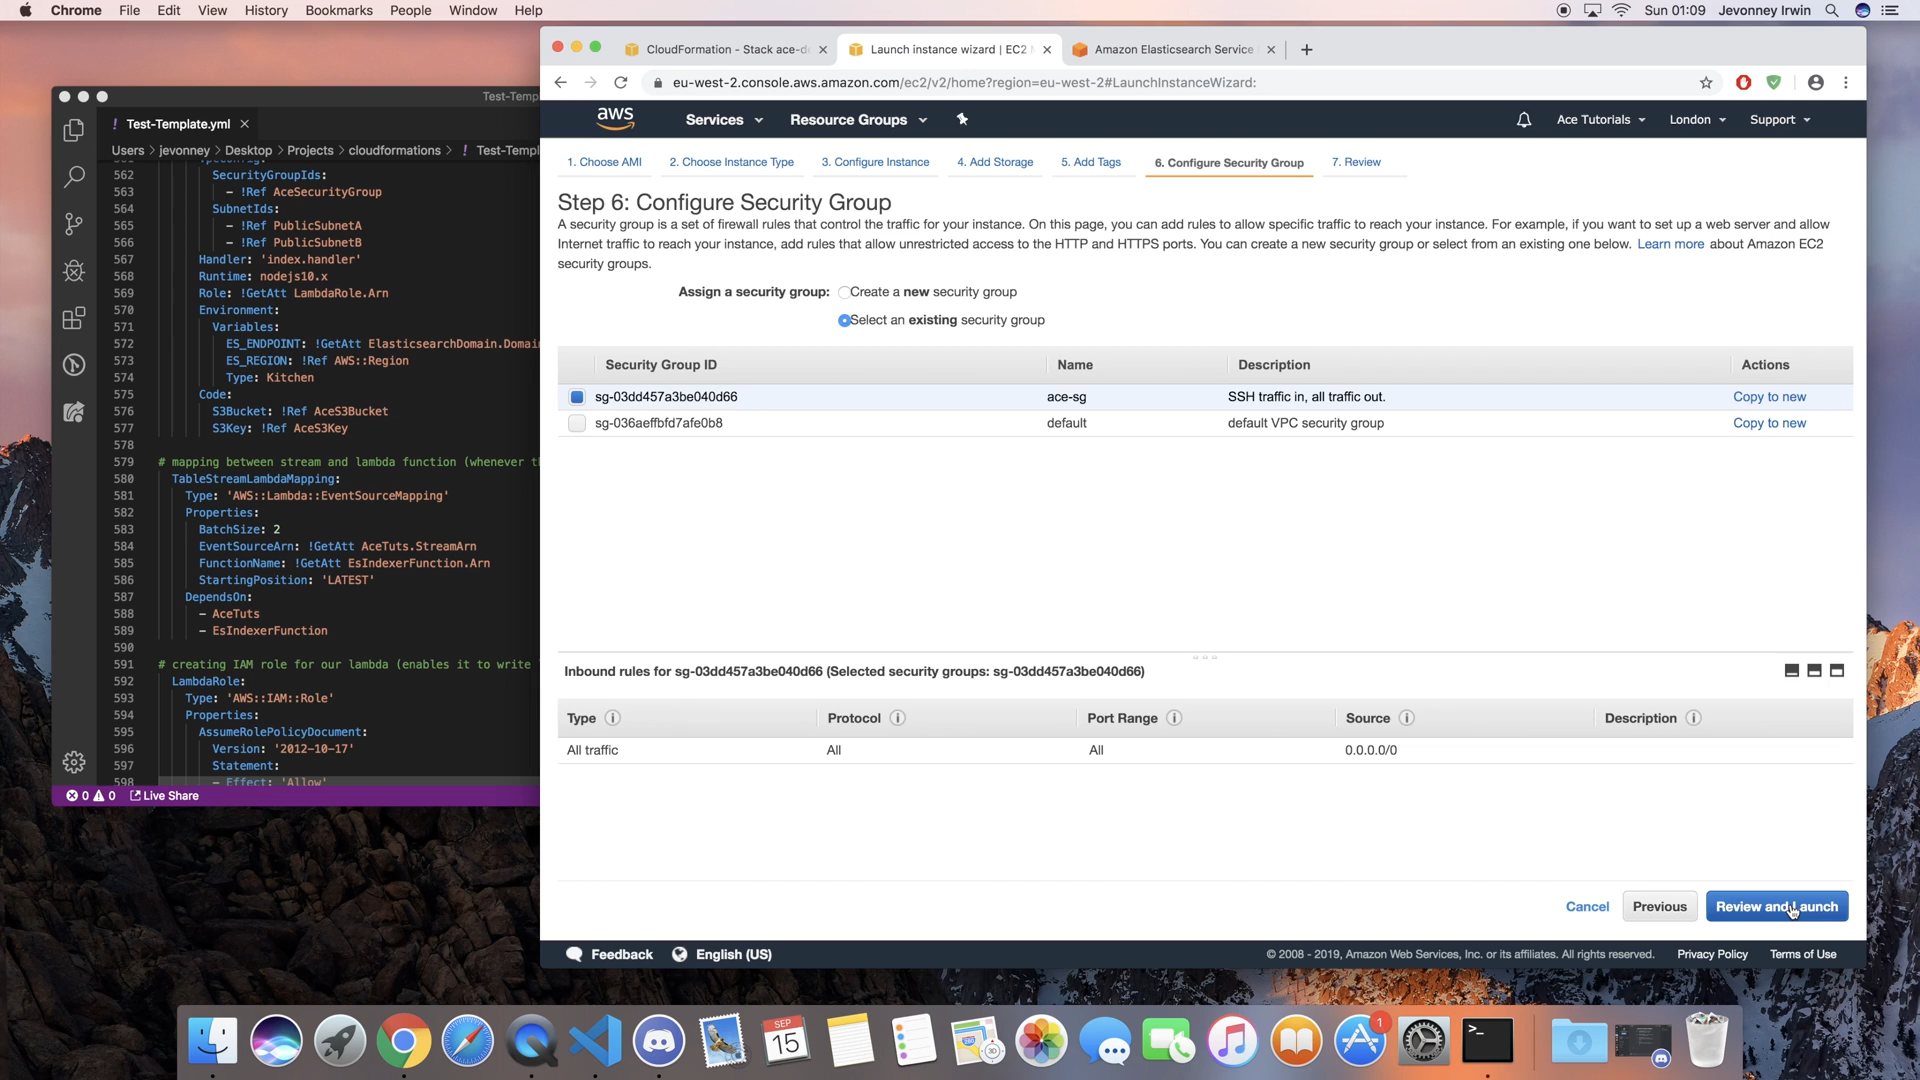 Chrome File Edit View History Bookmarks People Window Help
Sun 01:09 Jevonney Irwin
Test-Temp
! Test-Template.yml
Users > jevonney > Desktop > Projects > cloudformations > ! Test-Templ
562 SecurityGroupIds:
563 - !Ref AceSecurityGroup
564 SubnetIds:
565 - !Ref PublicSubnetA
566 - !Ref PublicSubnetB
567 Handler: 'index.handler'
568 Runtime: nodejs10.x
569 Role: !GetAtt LambdaRole.Arn
570 Environment:
571 Variables:
572 ES_ENDPOINT: !GetAtt ElasticsearchDomain.Domai
573 ES_REGION: !Ref AWS::Region
574 Type: Kitchen
575 Code:
576 S3Bucket: !Ref AceS3Bucket
577 S3Key: !Ref AceS3Key
578
579 # mapping between stream and lambda function (whenever t
580 TableStreamLambdaMapping:
581 Type: 'AWS::Lambda::EventSourceMapping'
582 Properties:
583 BatchSize: 2
584 EventSourceArn: !GetAtt AceTuts.StreamArn
585 FunctionName: !GetAtt EsIndexerFunction.Arn
586 StartingPosition: 'LATEST'
587 DependsOn:
588 - AceTuts
589 - EsIndexerFunction
590
591 # creating IAM role for our lambda (enables it to write
592 LambdaRole:
593 Type: 'AWS::IAM::Role'
594 Properties:
595 AssumeRolePolicyDocument:
596 Version: '2012-10-17'
597 Statement:
598 - Effect: 'Allow'
0 0 Live Share
CloudFormation - Stack ace-d
Launch instance wizard | EC2 M
Amazon Elasticsearch Service
eu-west-2.console.aws.amazon.com/ec2/v2/home?region=eu-west-2#LaunchInstanceWizard:
aws Services Resource Groups Ace Tutorials London Support
1. Choose AMI 2. Choose Instance Type 3. Configure Instance 4. Add Storage 5. Add Tags 6. Configure Security Group 7. Review
Step 6: Configure Security Group
A security group is a set of firewall rules that control the traffic for your instance. On this page, you can add rules to allow specific traffic to reach your instance. For example, if you want to set up a web server and allow
Internet traffic to reach your instance, add rules that allow unrestricted access to the HTTP and HTTPS ports. You can create a new security group or select from an existing one below. Learn more about Amazon EC2
security groups.
Assign a security group: Create a new security group
Select an existing security group
Security Group ID Name Description Actions
sg-03dd457a3be040d66 ace-sg SSH traffic in, all traffic out. Copy to new
sg-036aeffbfd7afe0b8 default default VPC security group Copy to new
Inbound rules for sg-03dd457a3be040d66 (Selected security groups: sg-03dd457a3be040d66)
Type Protocol Port Range Source Description
All traffic All All 0.0.0.0/0
Cancel Previous Review and Launch
Feedback English (US)
© 2008 - 2019, Amazon Web Services, Inc. or its affiliates. All rights reserved. Privacy Policy Terms of Use
SEP
15
1